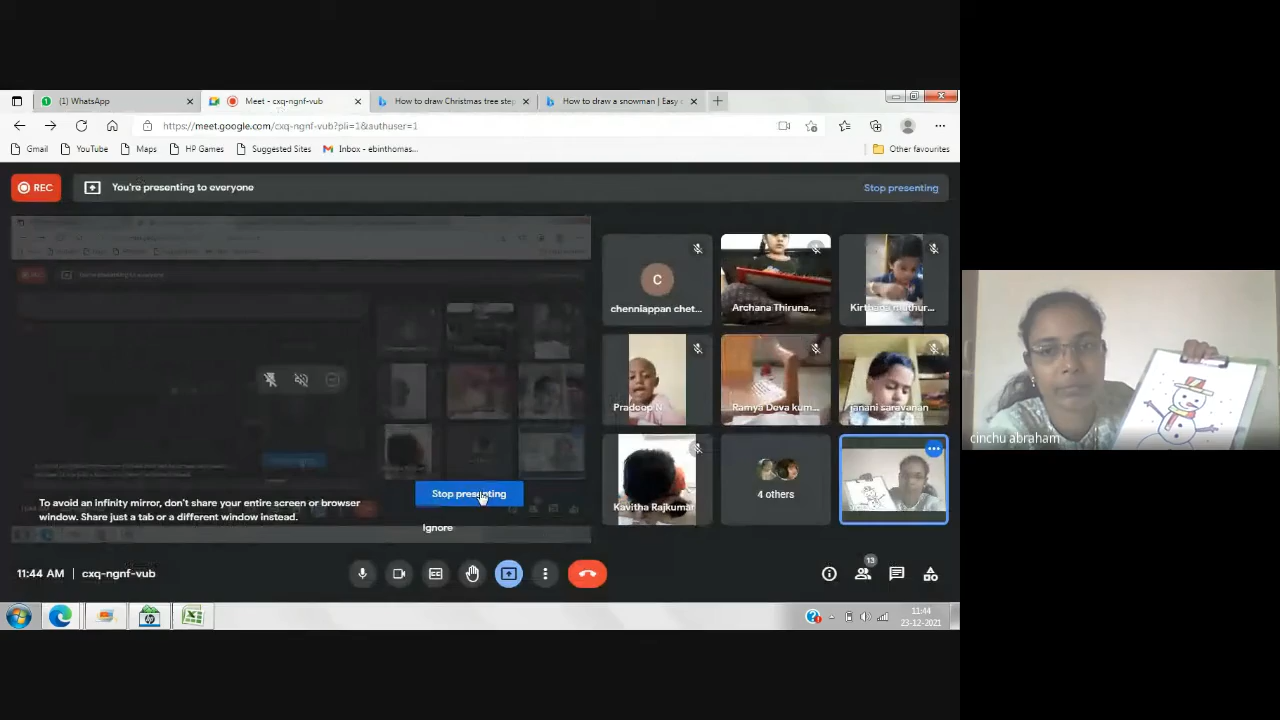 (1) WhatsApp
Meet - cxq-ngnf-vub
How to draw Christmas tree step
How to draw a snowman | Easy
https://meet.google.com/cxq-ngnf-vub?pli=1&authuser=1
Gmail
YouTube
Maps
HP Games
Suggested Sites
Inbox - ebinthomas...
Other favourites
REC
You're presenting to everyone
Stop presenting
C
chenniappan chet...
Archana Thiruna...
Kirthana muthur...
Pradeep N
Ramya Deva kum...
janani saravanan
Kavitha Rajkumar
4 others
cinchu abraham
Stop presenting
To avoid an infinity mirror, don't share your entire screen or browser
window. Share just a tab or a different window instead.
Ignore
11:44 AM | cxq-ngnf-vub
13
11:44
23-12-2021